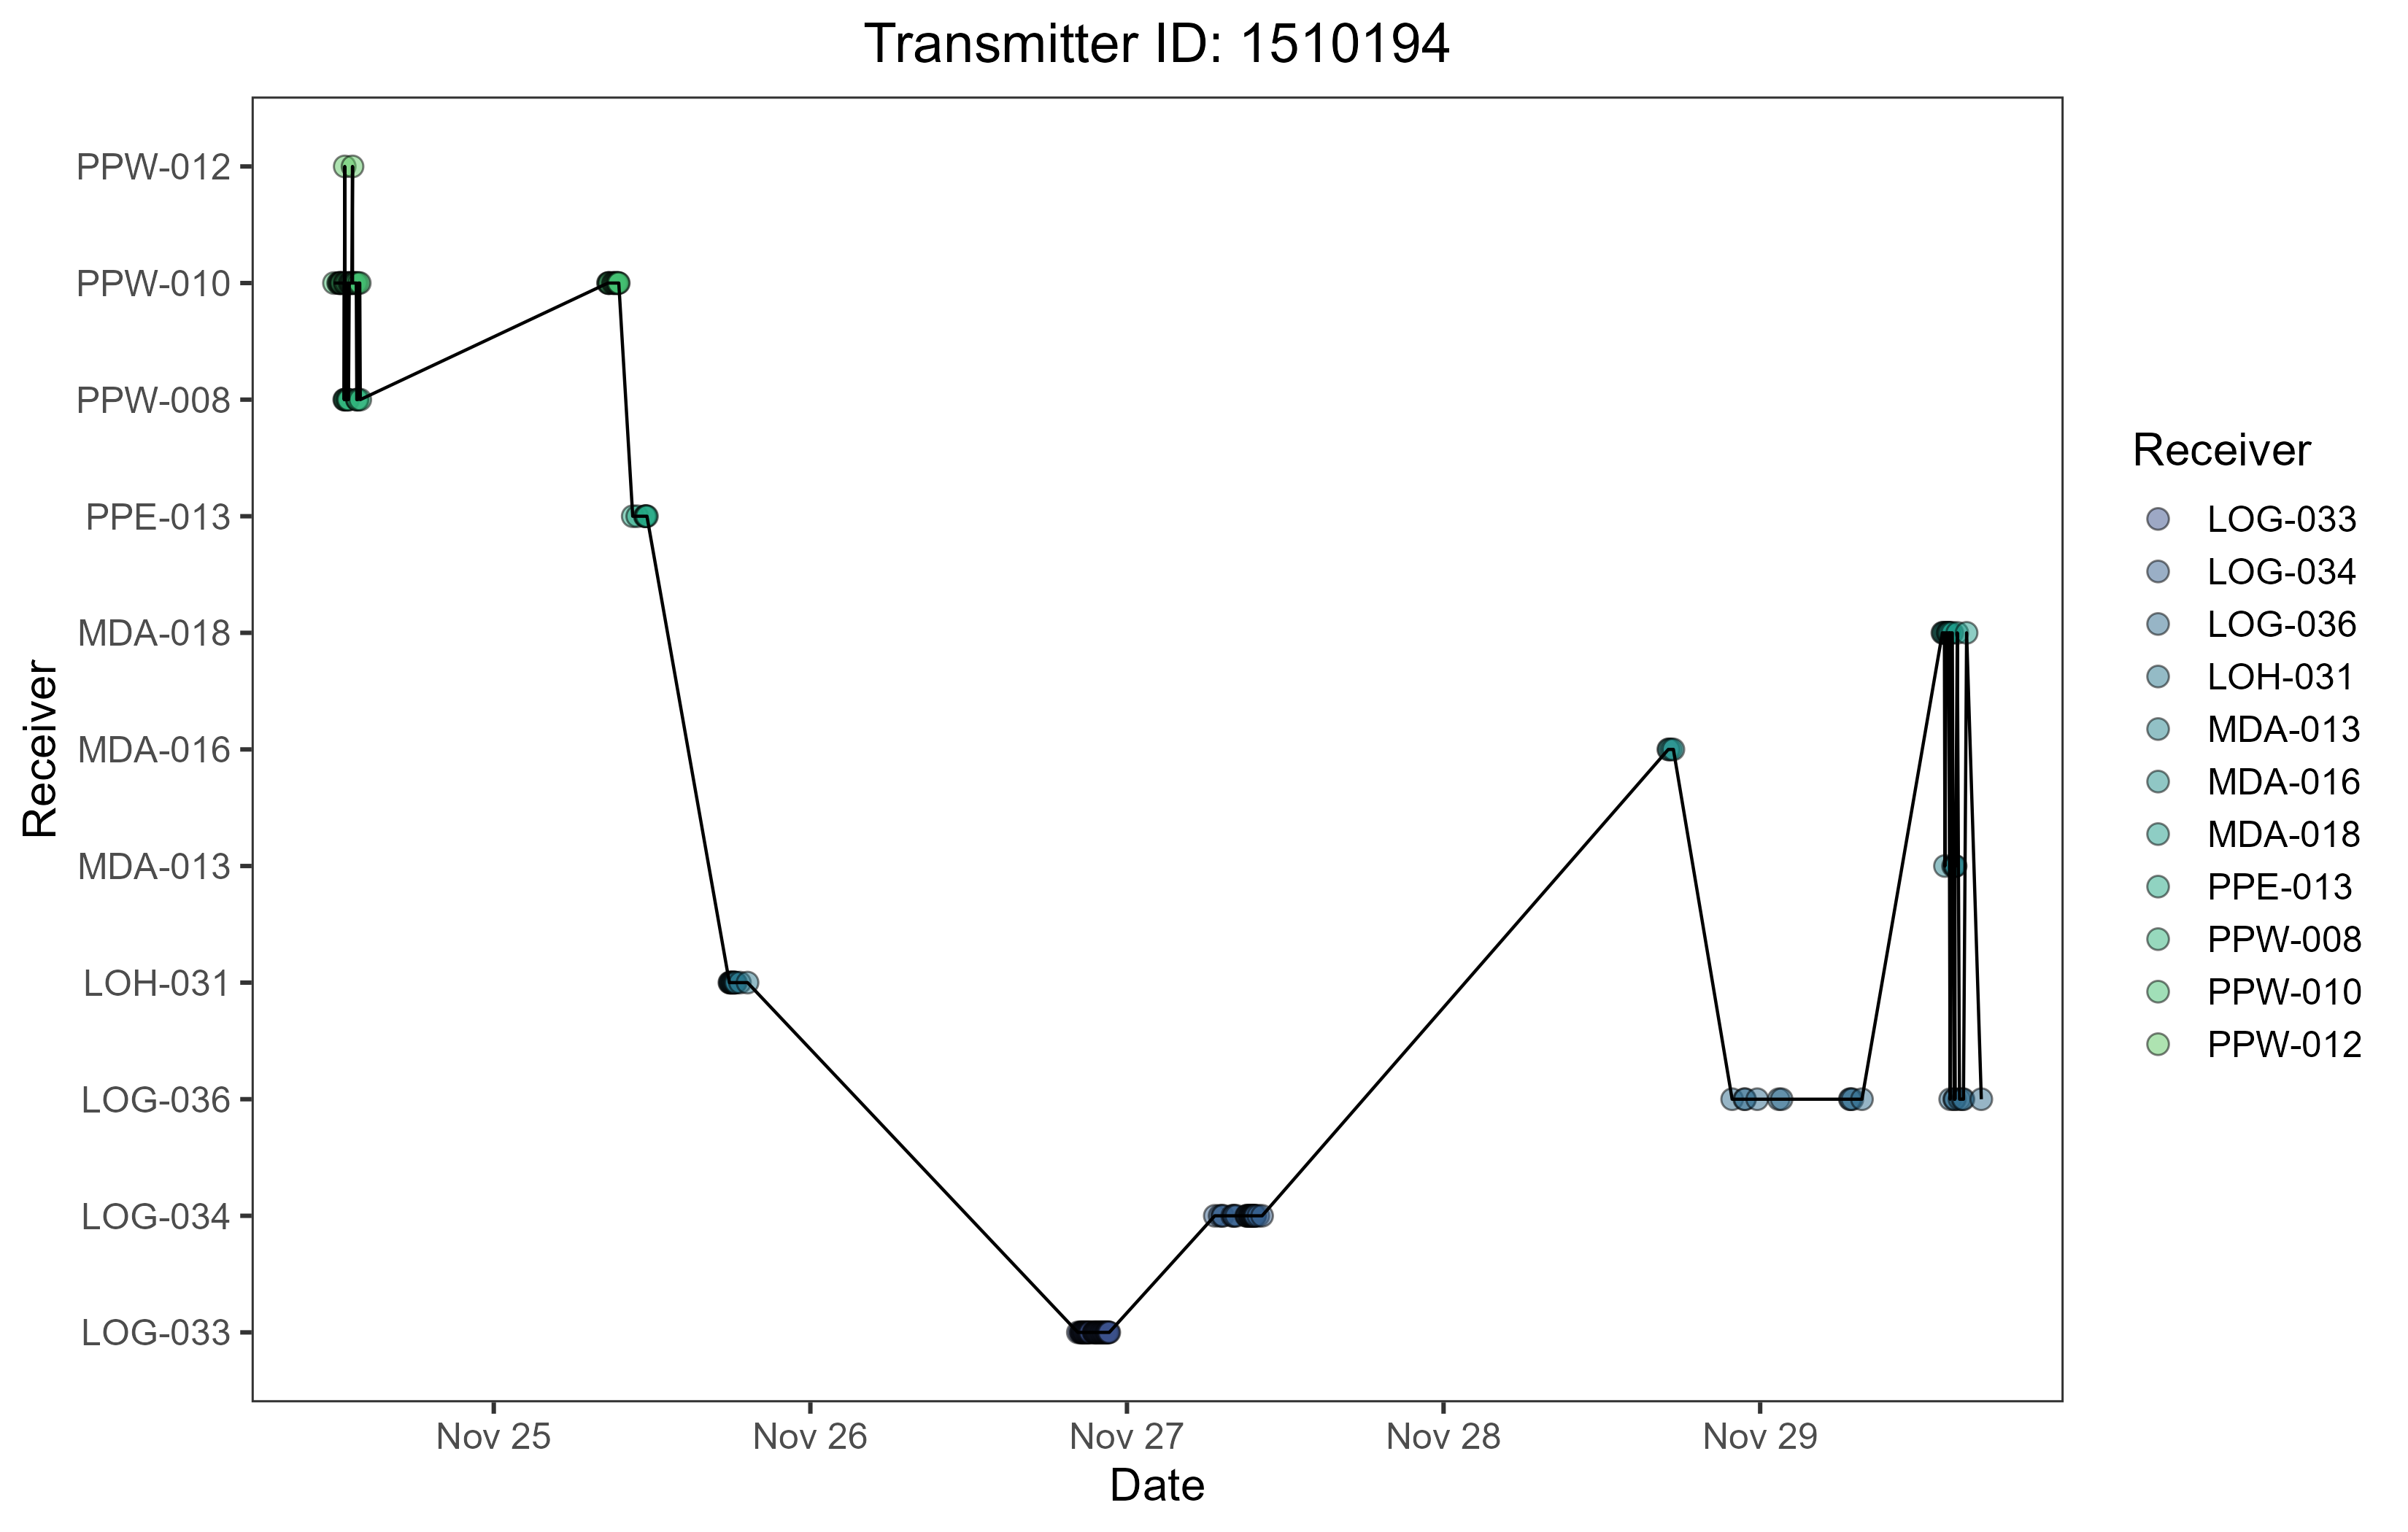 Transmitter ID: 1510194
PPW-012
PPW-010
PPW-008
PPE-013
MDA-018
MDA-016
MDA-013
LOH-031
LOG-036
LOG-034
LOG-033
Receiver
Nov 25
Nov 26
Nov 27
Nov 28
Nov 29
Date
Receiver
LOG-033
LOG-034
LOG-036
LOH-031
MDA-013
MDA-016
MDA-018
PPE-013
PPW-008
PPW-010
PPW-012